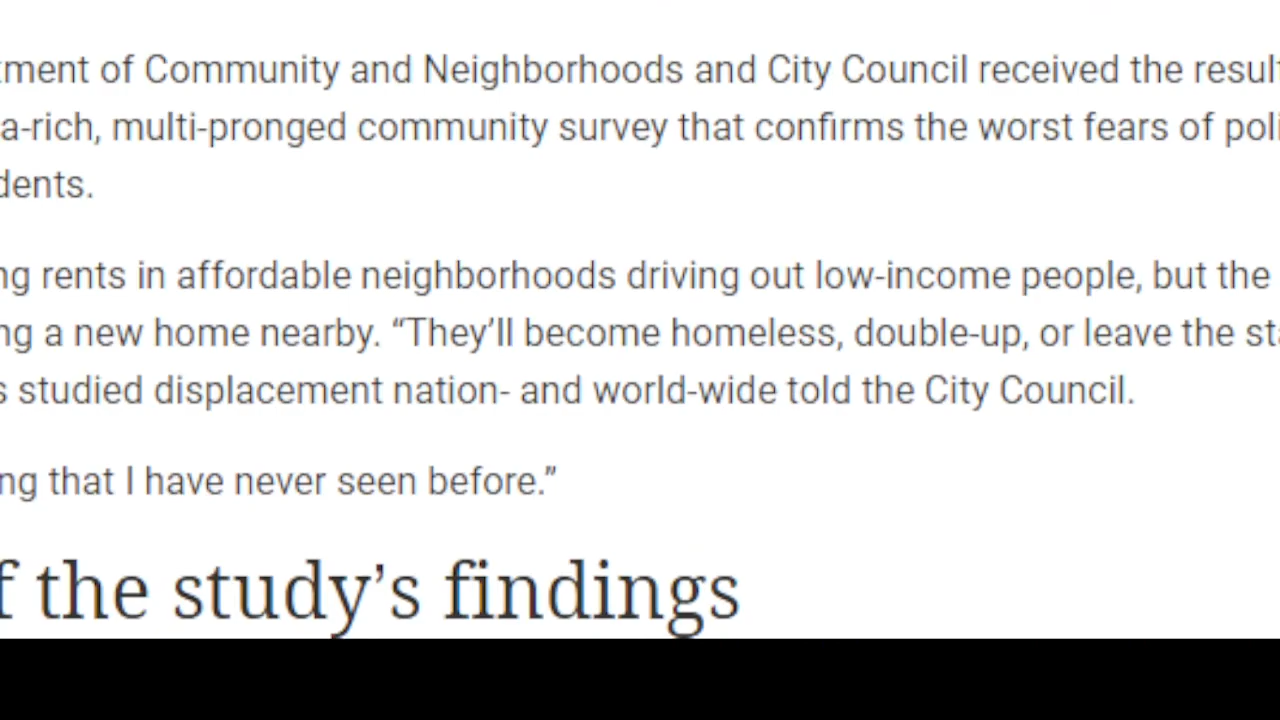 tment of Community and Neighborhoods and City Council received the result
a-rich, multi-pronged community survey that confirms the worst fears of poli
dents.
ng rents in affordable neighborhoods driving out low-income people, but the
ng a new home nearby. “They’ll become homeless, double-up, or leave the sta
s studied displacement nation- and world-wide told the City Council.
ng that I have never seen before.”
f the study’s findings